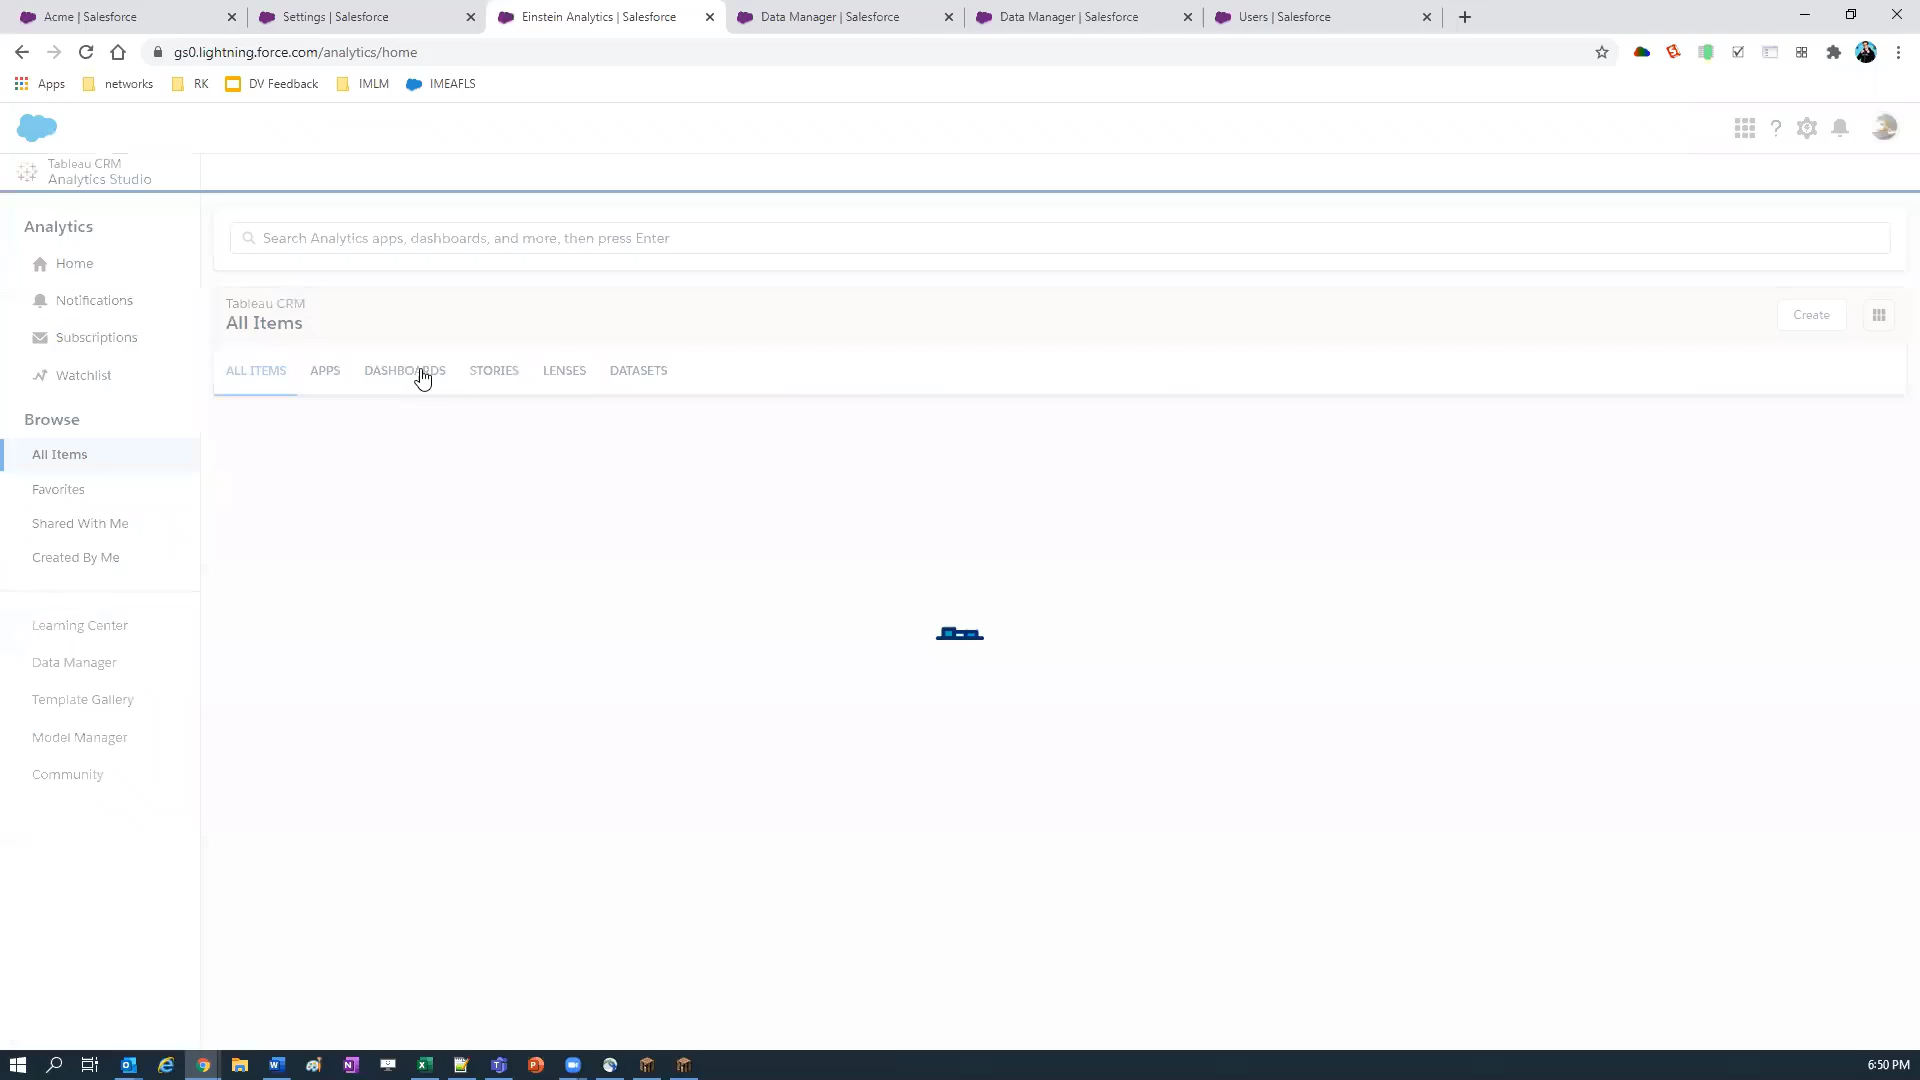 Acme | Salesforce
Settings | Salesforce
Einstein Analytics | Salesforce
Data Manager | Salesforce
Data Manager | Salesforce
Users | Salesforce
gs0.lightning.force.com/analytics/home
Apps
networks
RK
DV Feedback
IMLM
IMEAFLS
Tableau CRM
Analytics Studio
Analytics
Home
Notifications
Subscriptions
Watchlist
Browse
All Items
Favorites
Shared With Me
Created By Me
Learning Center
Data Manager
Template Gallery
Model Manager
Community
Search Analytics apps, dashboards, and more, then press Enter
Tableau CRM
All Items
Create
ALL ITEMS
APPS
DASHBOARDS
STORIES
LENSES
DATASETS
6:50 PM